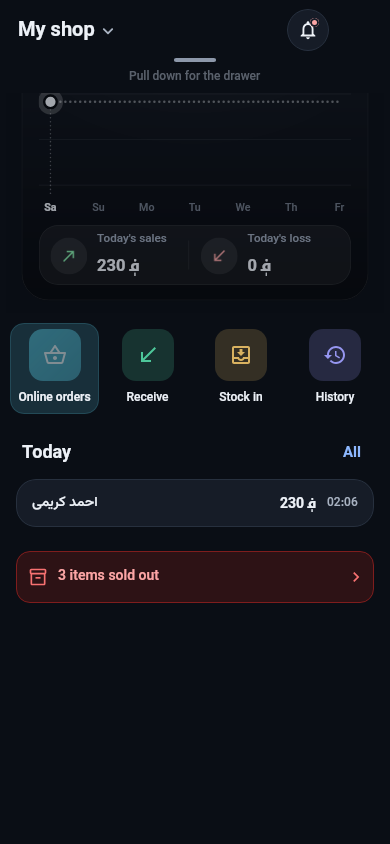 My shop
Pull down for the drawer
Sa Su Mo Tu We Th Fr
Today's sales
230 ؋
Today's loss
0 ؋
Online orders
Receive
Stock in
History
Today
All
احمد کریمی
230 ؋
02:06
3 items sold out